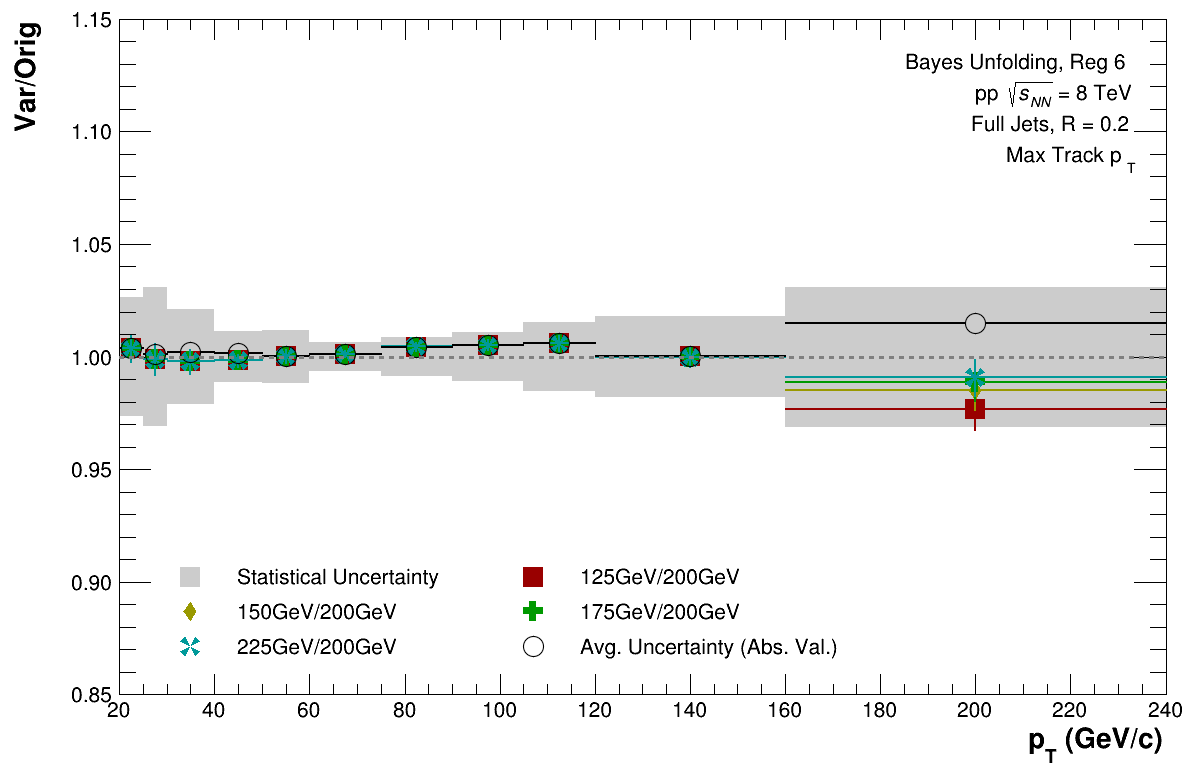 Var/Orig
1.15
1.10
1.05
1.00
0.95
0.90
0.85
Bayes Unfolding, Reg 6
pp √s_NN = 8 TeV
Full Jets, R = 0.2
Max Track p_T
Statistical Uncertainty
125GeV/200GeV
150GeV/200GeV
175GeV/200GeV
225GeV/200GeV
Avg. Uncertainty (Abs. Val.)
20 40 60 80 100 120 140 160 180 200 220 240
p_T (GeV/c)